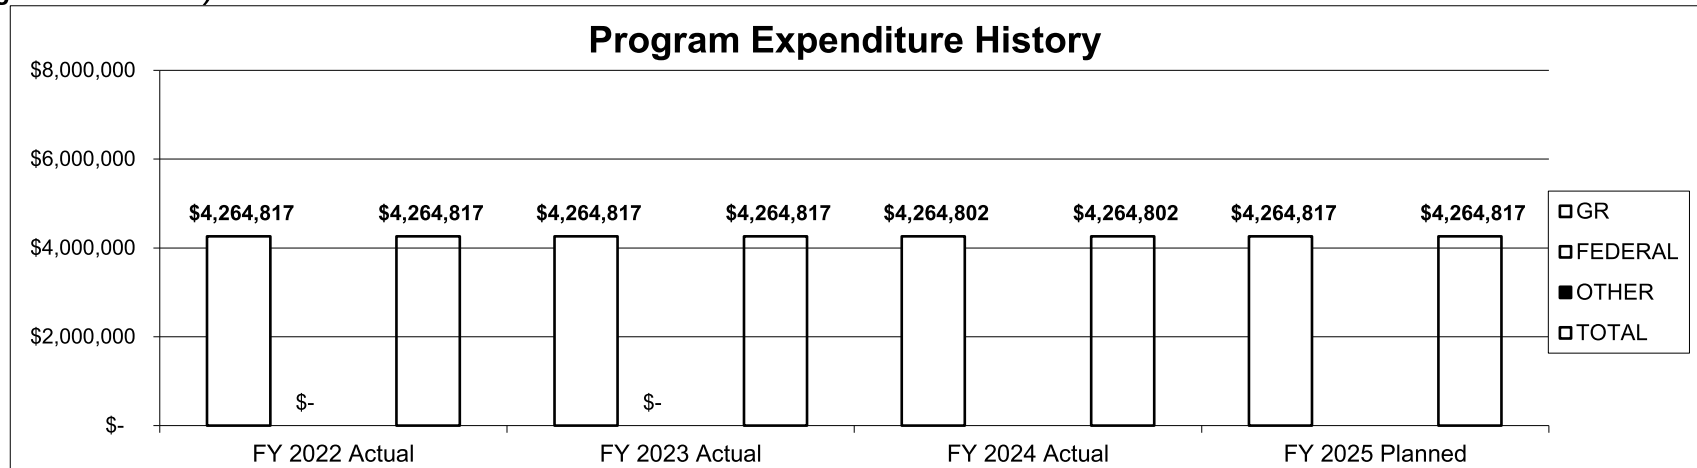 Program Expenditure History
$8,000,000
$6,000,000
$4,000,000
$2,000,000
$-
$4,264,817 $4,264,817 $4,264,817 $4,264,817 $4,264,802 $4,264,802 $4,264,817 $4,264,817
$- $-
FY 2022 Actual FY 2023 Actual FY 2024 Actual FY 2025 Planned
GR
FEDERAL
OTHER
TOTAL